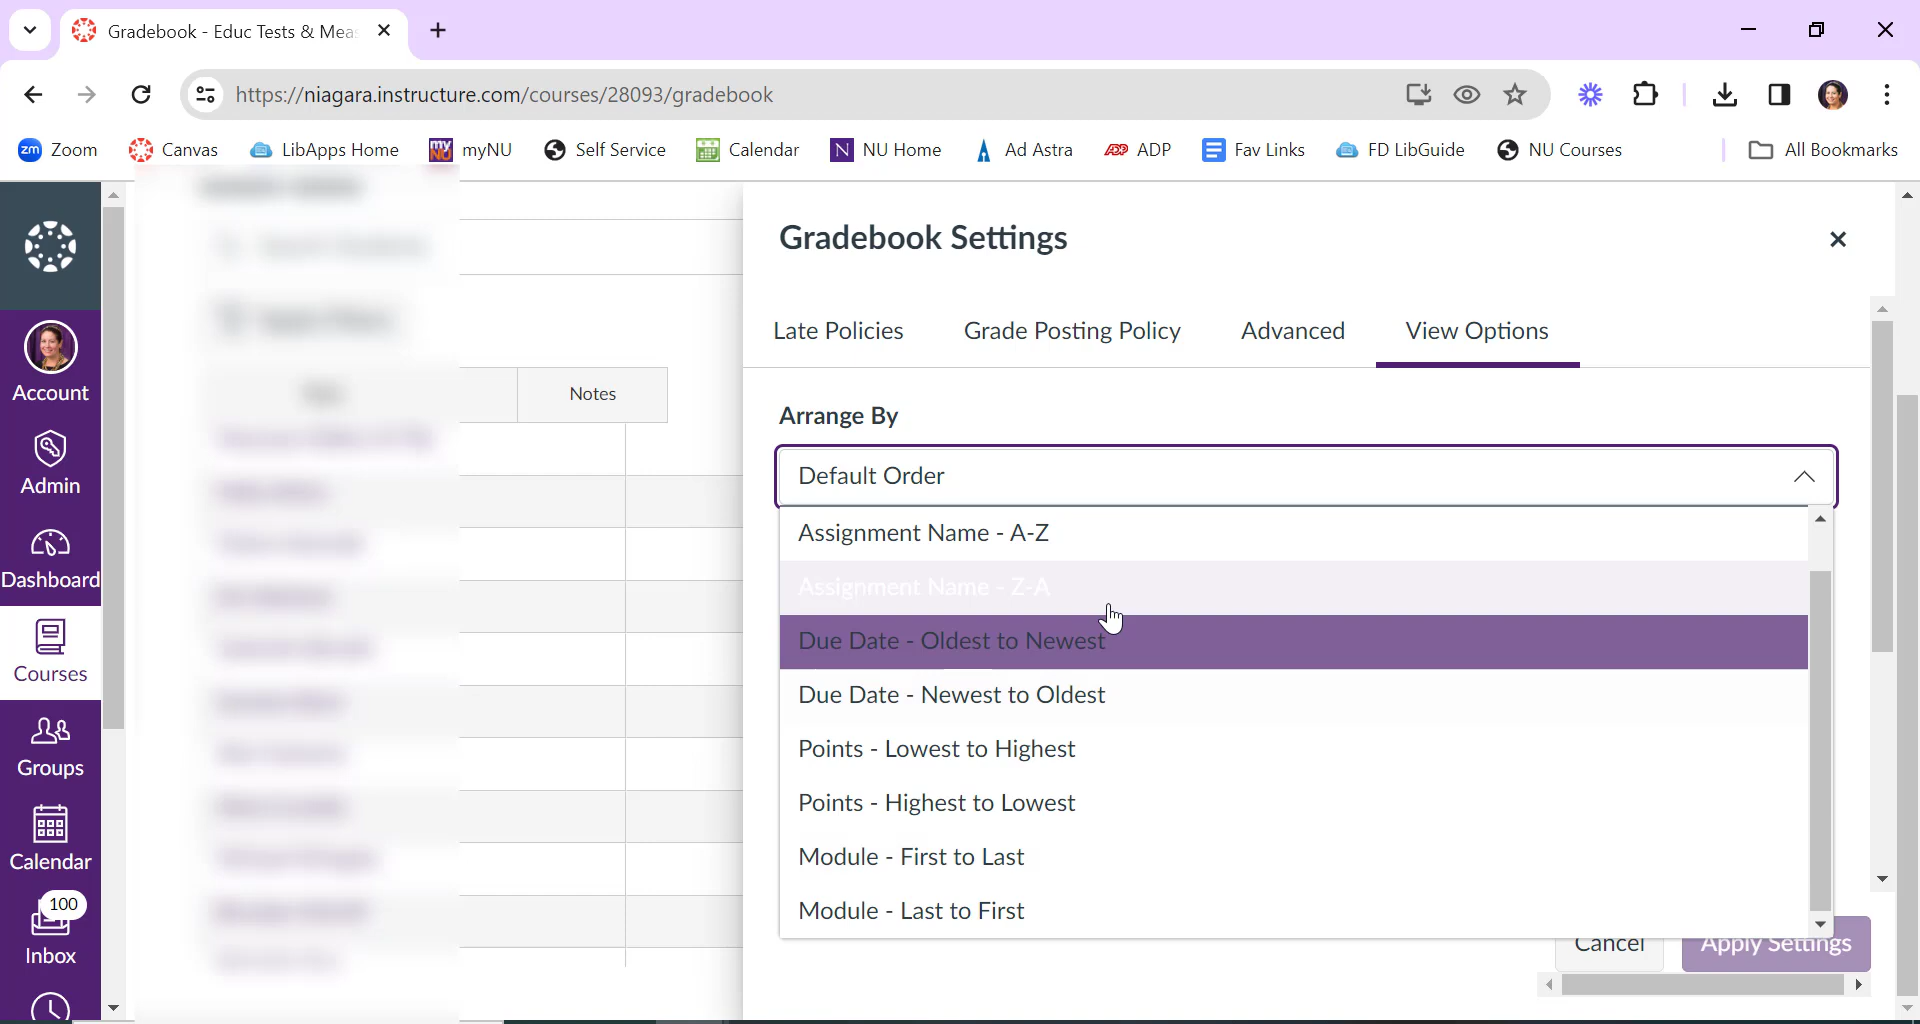 Gradebook - Educ Tests & Mea
https://niagara.instructure.com/courses/28093/gradebook
zm Zoom Canvas LibApps Home my NU myNU Self Service Calendar N NU Home Ad Astra ADP ADP Fav Links FD LibGuide NU Courses All Bookmarks
Account
Admin
Dashboard
Courses
Groups
Calendar
100
Inbox
Notes
Gradebook Settings
Late Policies Grade Posting Policy Advanced View Options
Arrange By
Default Order
Assignment Name - A-Z
Assignment Name - Z-A
Due Date - Oldest to Newest
Due Date - Newest to Oldest
Points - Lowest to Highest
Points - Highest to Lowest
Module - First to Last
Module - Last to First
Cancel Apply Settings